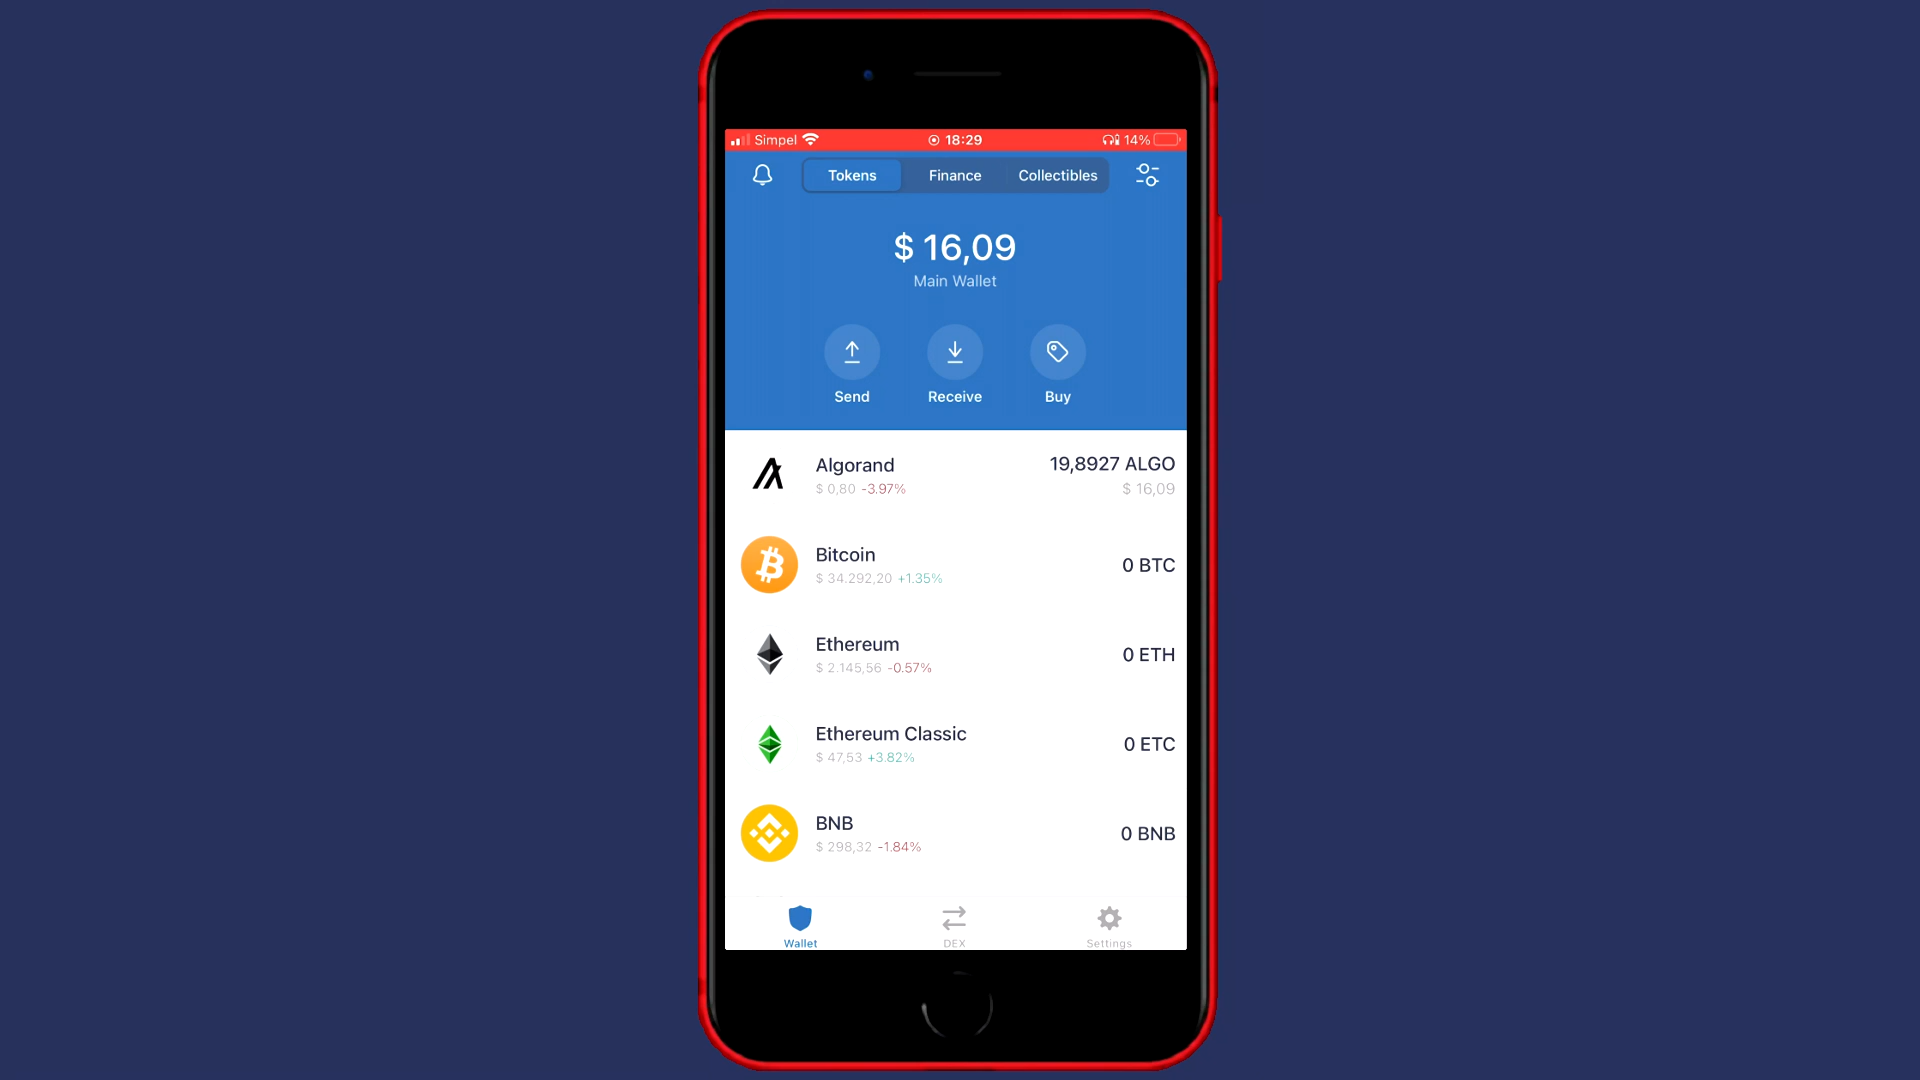 Simpel 18:29 14%
Tokens Finance Collectibles
$ 16,09
Main Wallet
Send Receive Buy
Algorand 19,8927 ALGO
$ 0,80 -3.97% $ 16,09
Bitcoin
$ 34.292,20 +1.35%
0 BTC
Ethereum
$ 2.145,56 -0.57%
0 ETH
Ethereum Classic
$ 47,53 +3.82%
0 ETC
BNB
$ 298,32 -1.84%
0 BNB
Wallet DEX Settings